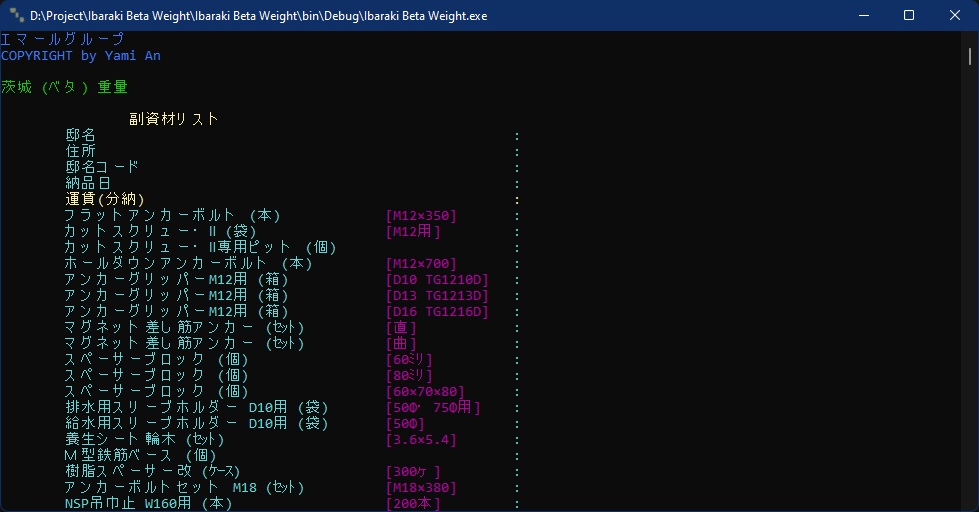 D:\Project\Ibaraki Beta Weight\Ibaraki Beta Weight\bin\Debug\Ibaraki Beta Weight.exe
エマールグループ
COPYRIGHT by Yami An
茨城 (ベタ) 重量
副資材リスト
邸名 :
住所 :
邸名コード :
納品日 :
運賃(分納) :
フラットアンカーボルト (本) [M12×350] :
カットスクリュー・Ⅱ(袋) [M12用] :
カットスクリュー・Ⅱ専用ピット (個) :
ホールダウンアンカーボルト (本) [M12×700] :
アンカーグリッパーM12用 (箱) [D10 TG1210D] :
アンカーグリッパーM12用 (箱) [D13 TG1213D] :
アンカーグリッパーM12用 (箱) [D16 TG1216D] :
マグネット差し筋アンカー (ｾｯﾄ) [直] :
マグネット差し筋アンカー (ｾｯﾄ) [曲] :
スペーサーブロック (個) [60ﾐﾘ] :
スペーサーブロック (個) [80ﾐﾘ] :
スペーサーブロック (個) [60×70×80] :
排水用スリーブホルダー D10用 (袋) [50Φ･ 75Φ用] :
給水用スリーブホルダー D10用 (袋) [50Φ] :
養生シート輪木 (ｾｯﾄ) [3.6×5.4] :
Ｍ型鉄筋ベース (個) :
樹脂スペーサー改 (ｹｰｽ) [300ヶ] :
アンカーボルトセット M18 (ｾｯﾄ) [M18×380] :
NSP吊巾止 W160用 (本) [200本] :